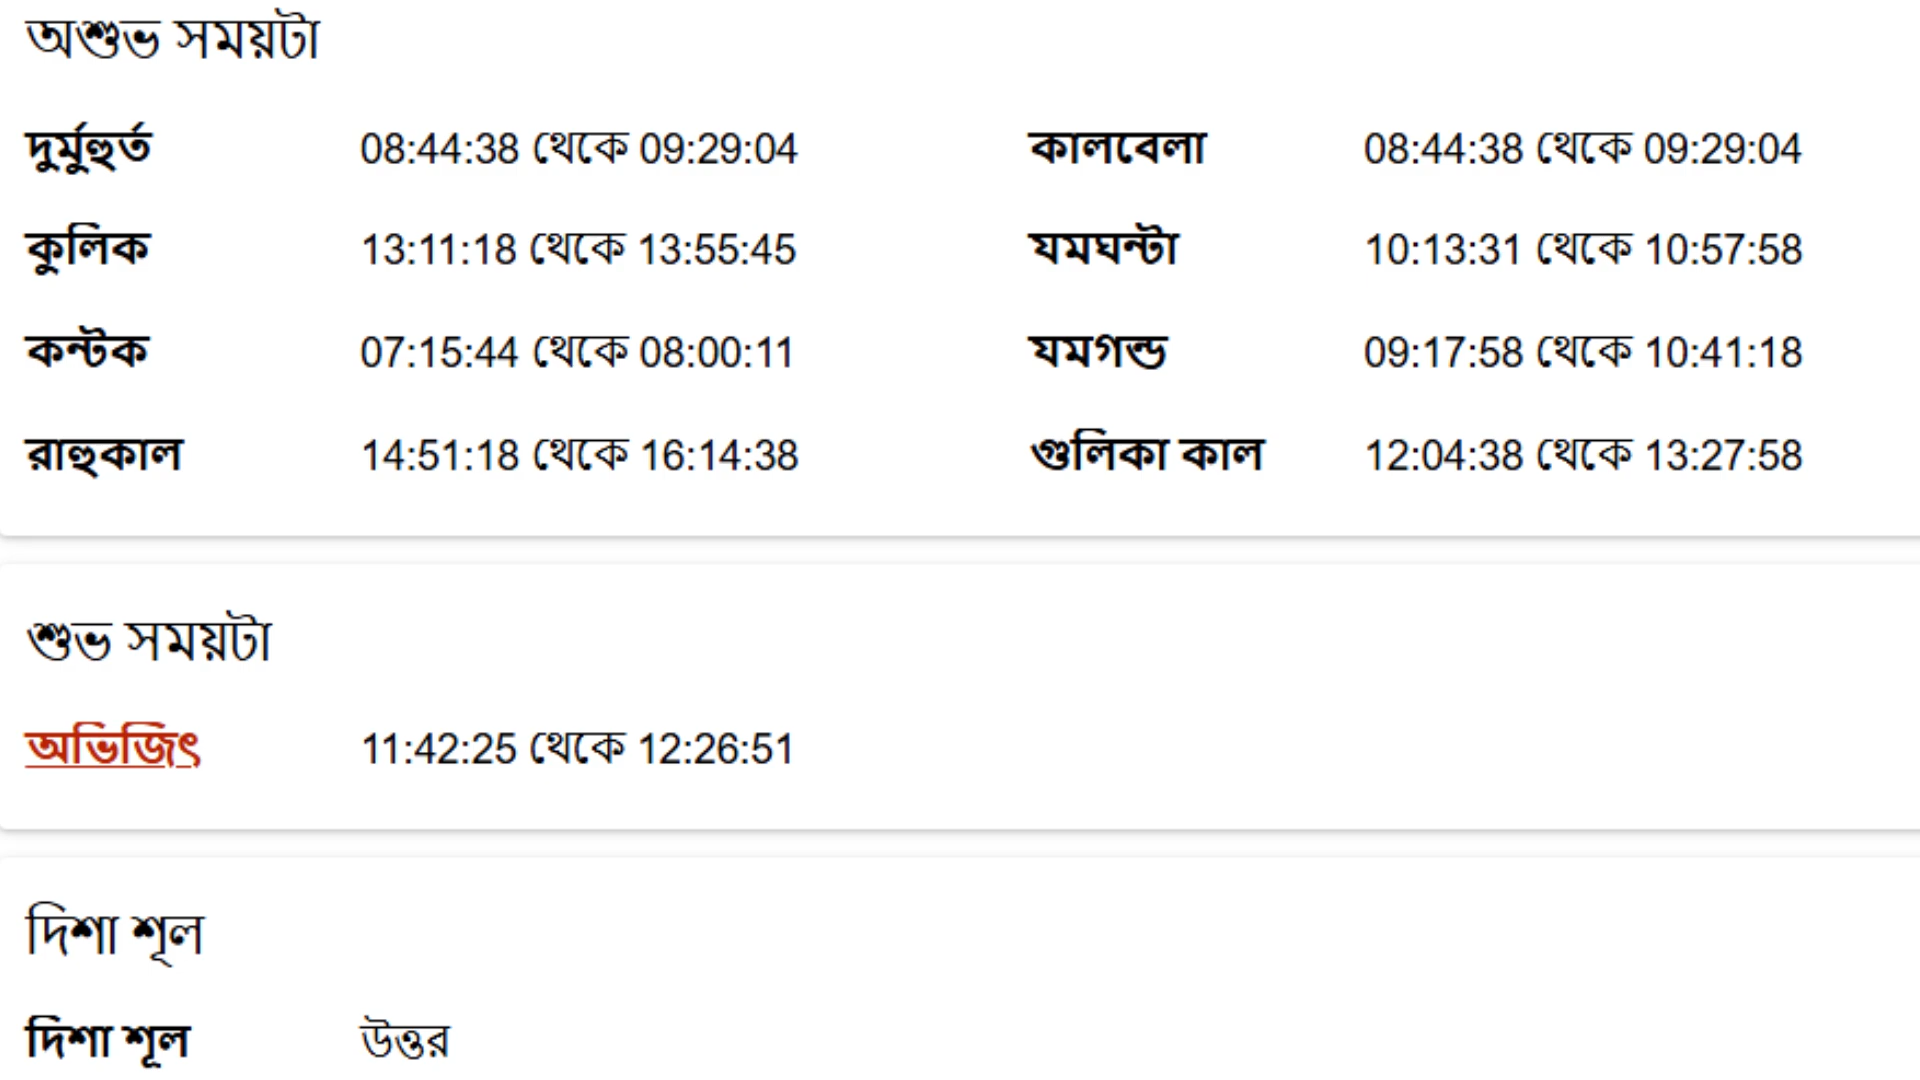 অশুভ সময়টা
দুর্মুহুর্ত 08:44:38 থেকে 09:29:04 কালবেলা 08:44:38 থেকে 09:29:04
কুলিক 13:11:18 থেকে 13:55:45 যমঘন্টা 10:13:31 থেকে 10:57:58
কন্টক 07:15:44 থেকে 08:00:11 যমগন্ড 09:17:58 থেকে 10:41:18
রাহুকাল 14:51:18 থেকে 16:14:38 গুলিকা কাল 12:04:38 থেকে 13:27:58
শুভ সময়টা
অভিজিৎ 11:42:25 থেকে 12:26:51
দিশা শূল
দিশা শূল উত্তর